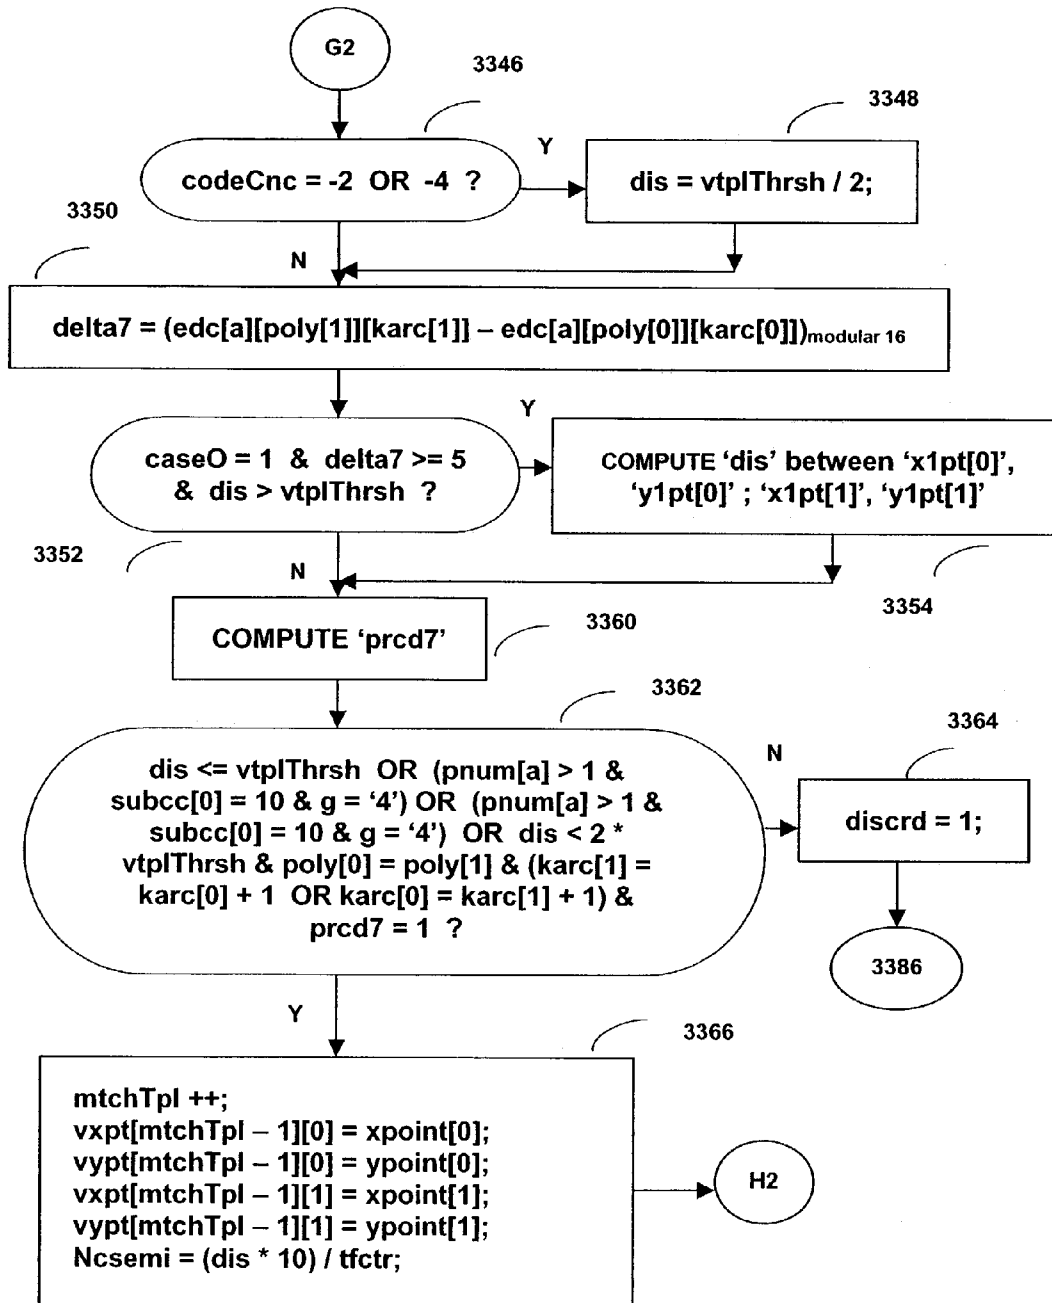 G2
3346
3348
codeCnc = -2 OR -4 ?
Y
dis = vtplThrsh / 2;
3350
N
delta7 = (edc[a][poly[1]][karc[1]] – edc[a][poly[0]][karc[0]])modular 16
Y
caseO = 1 & delta7 >= 5
& dis > vtplThrsh ?
COMPUTE ‘dis’ between ‘x1pt[0]’,
‘y1pt[0]’ ; ‘x1pt[1]’, ‘y1pt[1]’
3352
N
3354
COMPUTE ‘prcd7’
3360
3362
3364
dis <= vtplThrsh OR (pnum[a] > 1 &
subcc[0] = 10 & g = ‘4’) OR (pnum[a] > 1 &
subcc[0] = 10 & g = ‘4’) OR dis < 2 *
vtplThrsh & poly[0] = poly[1] & (karc[1] =
karc[0] + 1 OR karc[0] = karc[1] + 1) &
prcd7 = 1 ?
N
discrd = 1;
3386
Y
3366
mtchTpl ++;
vxpt[mtchTpl – 1][0] = xpoint[0];
vypt[mtchTpl – 1][0] = ypoint[0];
vxpt[mtchTpl – 1][1] = xpoint[1];
vypt[mtchTpl – 1][1] = ypoint[1];
Ncsemi = (dis * 10) / tfctr;
H2